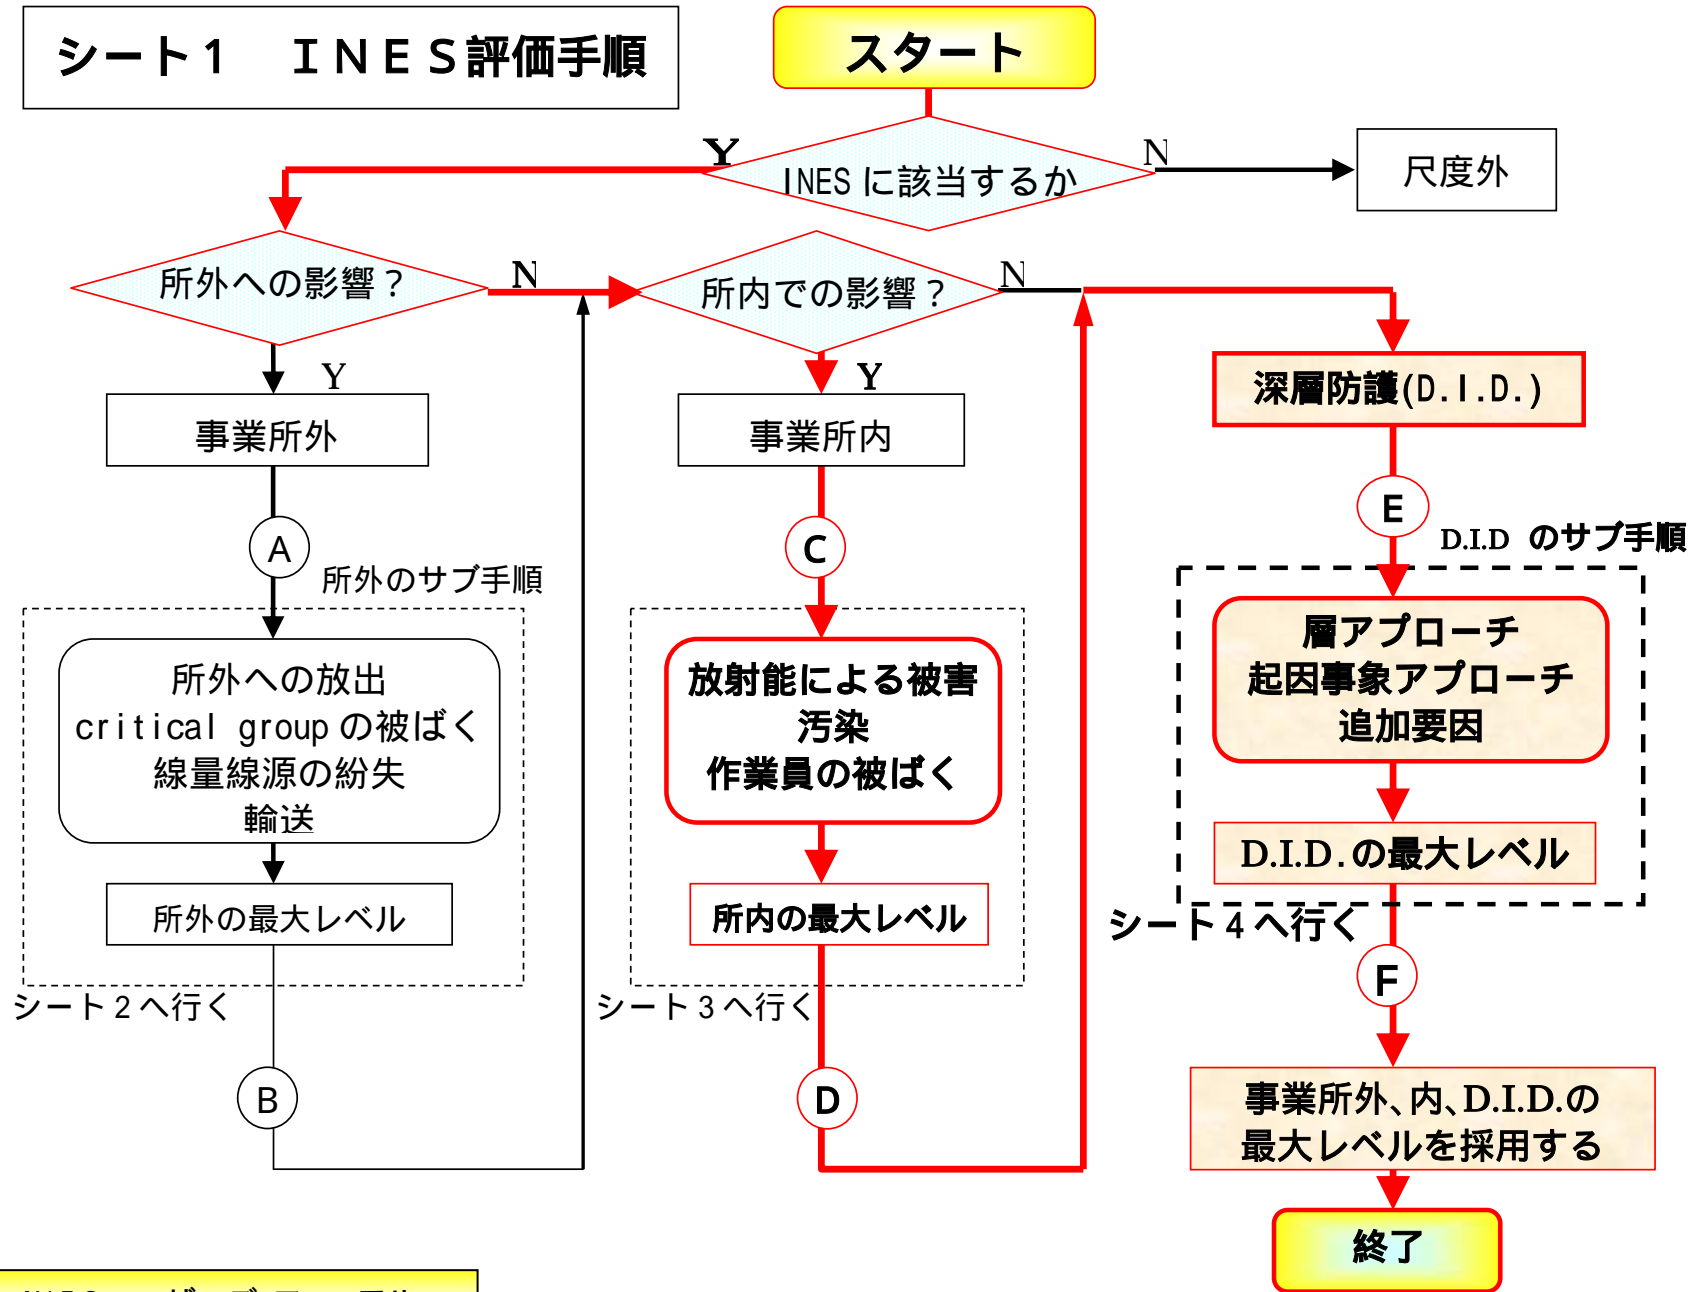 シート１　ＩＮＥＳ評価手順
スタート
Y
INES に該当するか
N
尺度外
所外への影響？
N
所内での影響？
N
Y
事業所外
Y
事業所内
深層防護(D.I.D.)
A
所外のサブ手順
C
E
D.I.D のサブ手順
所外への放出
critical group の被ばく
線量線源の紛失
輸送
所外の最大レベル
シート 2 へ行く
B
放射能による被害
汚染
作業員の被ばく
所内の最大レベル
シート 3 へ行く
D
層アプローチ
起因事象アプローチ
追加要因
D.I.D.の最大レベル
シート 4 へ行く
F
事業所外、内、D.I.D.の
最大レベルを採用する
終了